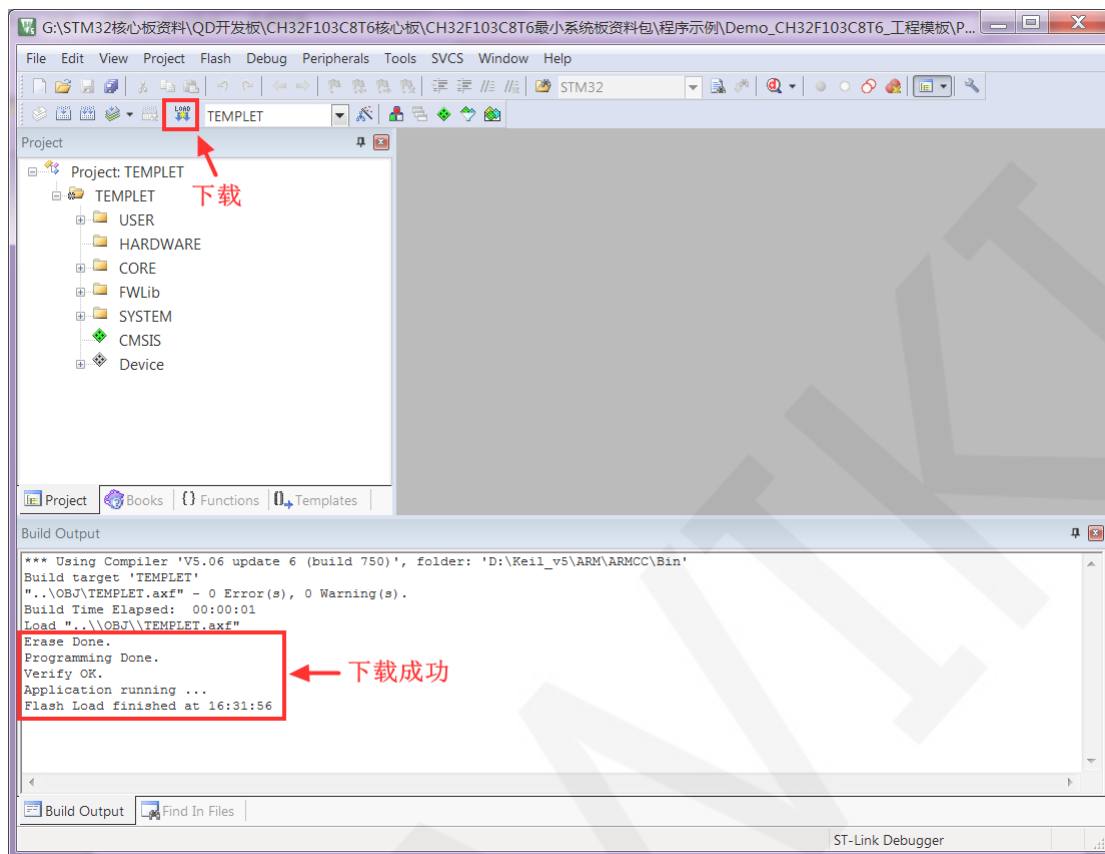 G:\STM32核心板资料\QD开发板\CH32F103C8T6核心板\CH32F103C8T6最小系统板资料包\程序示例\Demo_CH32F103C8T6_工程模板\P...
File Edit View Project Flash Debug Peripherals Tools SVCS Window Help
STM32
LOAD TEMPLET
Project
下载
Project: TEMPLET
TEMPLET
USER
HARDWARE
CORE
FWLib
SYSTEM
CMSIS
Device
Project Books {} Functions Templates
Build Output
*** Using Compiler 'V5.06 update 6 (build 750)', folder: 'D:\Keil_v5\ARM\ARMCC\Bin'
Build target 'TEMPLET'
"..\OBJ\TEMPLET.axf" - 0 Error(s), 0 Warning(s).
Build Time Elapsed:  00:00:01
Load "..\\OBJ\\TEMPLET.axf"
Erase Done.
Programming Done.
Verify OK.
下载成功
Application running ...
Flash Load finished at 16:31:56
Build Output Find In Files
ST-Link Debugger
WIKI